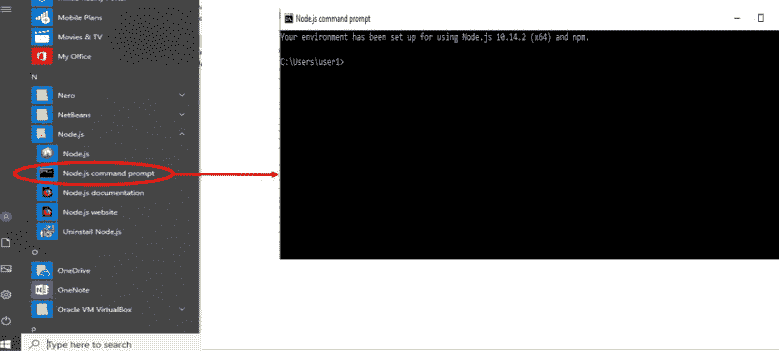 Mobile Plans
Movies & TV
My Office
N
Nero
NetBeans
Node.js
Node.js
Node.js command prompt
Node.js documentation
Node.js website
Uninstall Node.js
O
OneDrive
OneNote
Oracle VM VirtualBox
P
Type here to search
Node.js command prompt
Your environment has been set up for using Node.js 10.14.2 (x64) and npm.
C:\Users\user1>